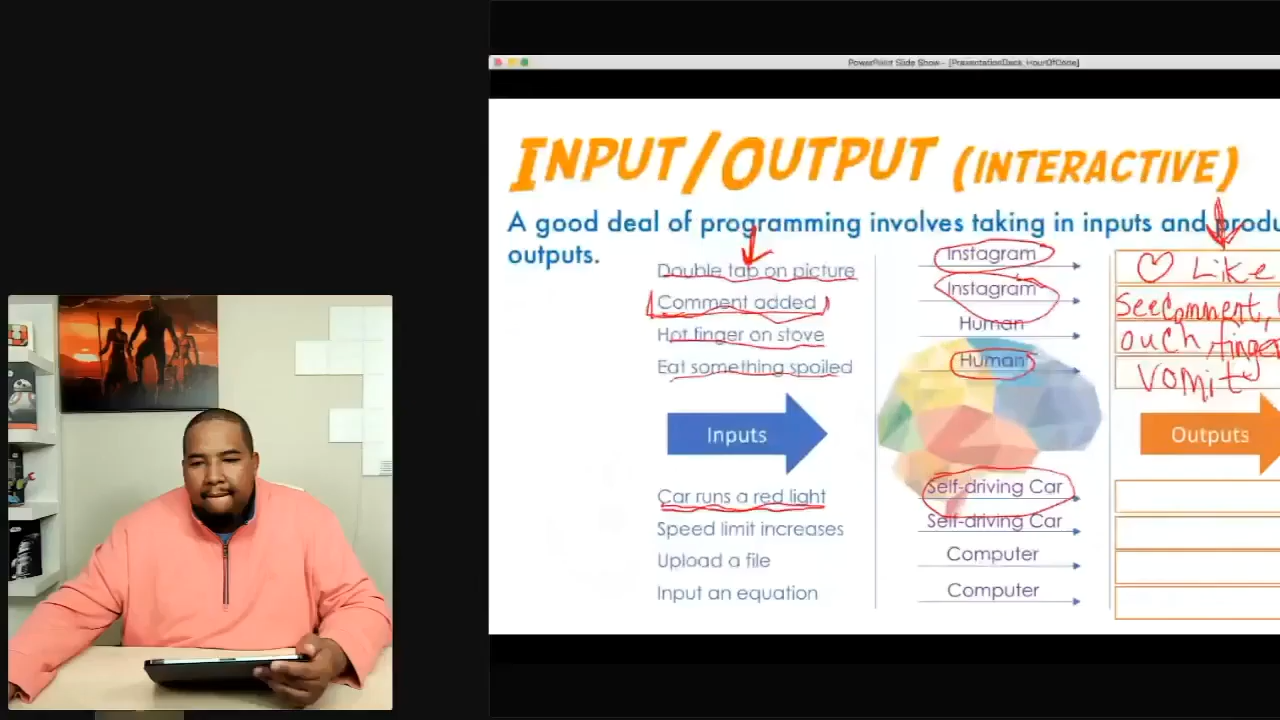 PowerPoint Slide Show - [PresentationDeck_HourOfCode]
INPUT/OUTPUT (INTERACTIVE)
A good deal of programming involves taking in inputs and produ
outputs.
Double tap on picture Instagram ♡ Like
Comment added Instagram See comment,
Hot finger on stove Human ouch, finger
Eat something spoiled Human Vomit
Inputs Outputs
Car runs a red light Self-driving Car
Speed limit increases Self-driving Car
Upload a file Computer
Input an equation Computer